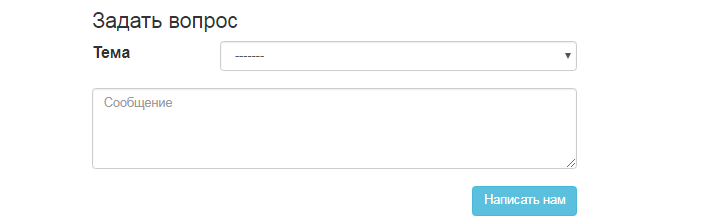 Задать вопрос
Тема -------
Сообщение
Написать нам